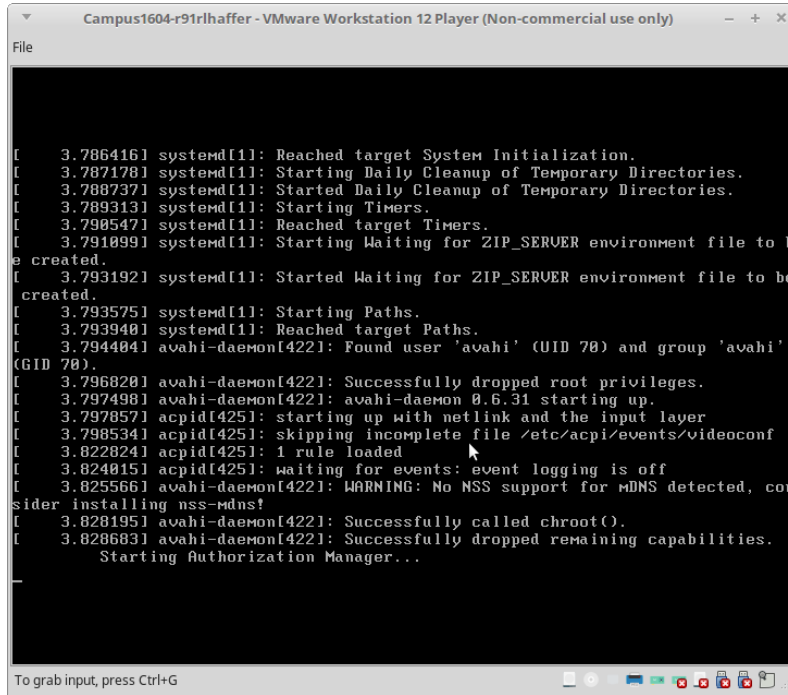 Campus1604-r91rlhaffer - VMware Workstation 12 Player (Non-commercial use only)
File
[    3.786416] systemd[1]: Reached target System Initialization.
[    3.787178] systemd[1]: Starting Daily Cleanup of Temporary Directories.
[    3.788737] systemd[1]: Started Daily Cleanup of Temporary Directories.
[    3.789313] systemd[1]: Starting Timers.
[    3.790547] systemd[1]: Reached target Timers.
[    3.791099] systemd[1]: Starting Waiting for ZIP_SERVER environment file to b
e created.
[    3.793192] systemd[1]: Started Waiting for ZIP_SERVER environment file to be
 created.
[    3.793575] systemd[1]: Starting Paths.
[    3.793940] systemd[1]: Reached target Paths.
[    3.794404] avahi-daemon[422]: Found user 'avahi' (UID 70) and group 'avahi'
(GID 70).
[    3.796820] avahi-daemon[422]: Successfully dropped root privileges.
[    3.797498] avahi-daemon[422]: avahi-daemon 0.6.31 starting up.
[    3.797857] acpid[425]: starting up with netlink and the input layer
[    3.798534] acpid[425]: skipping incomplete file /etc/acpi/events/videoconf
[    3.822824] acpid[425]: 1 rule loaded
[    3.824015] acpid[425]: waiting for events: event logging is off
[    3.825566] avahi-daemon[422]: WARNING: No NSS support for mDNS detected, con
sider installing nss-mdns!
[    3.828195] avahi-daemon[422]: Successfully called chroot().
[    3.828683] avahi-daemon[422]: Successfully dropped remaining capabilities.
         Starting Authorization Manager...
To grab input, press Ctrl+G